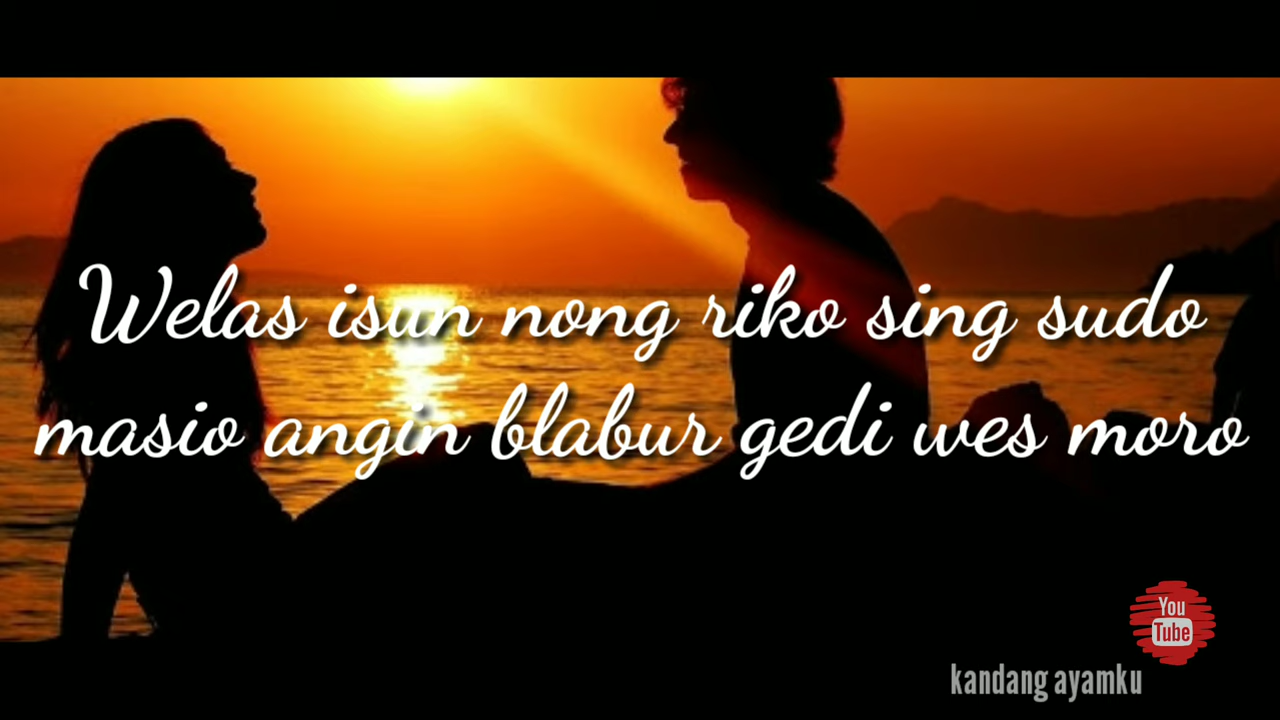 Welas isun nong riko sing sudo
masio angin blabur gedi wes moro
You
Tube
kandang ayamku